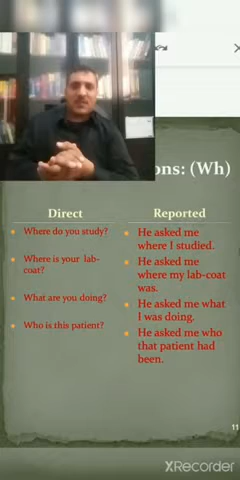 ons: (Wh)
Direct
Reported
Where do you study?
He asked me
where I studied.
Where is your lab-
coat?
He asked me
where my lab-coat
was.
What are you doing?
He asked me what
I was doing.
Who is this patient?
He asked me who
that patient had
been.
11
XRecorder